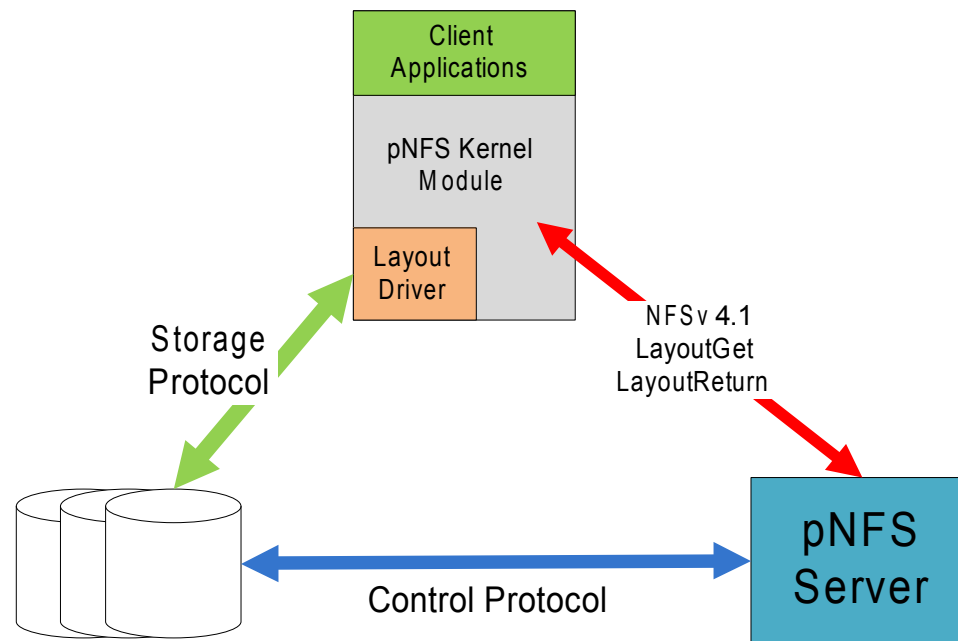 Client
Applications
pNFS Kernel
Module
Layout
Driver
NFSv 4.1
LayoutGet
LayoutReturn
Storage
Protocol
pNFS
Server
Control Protocol